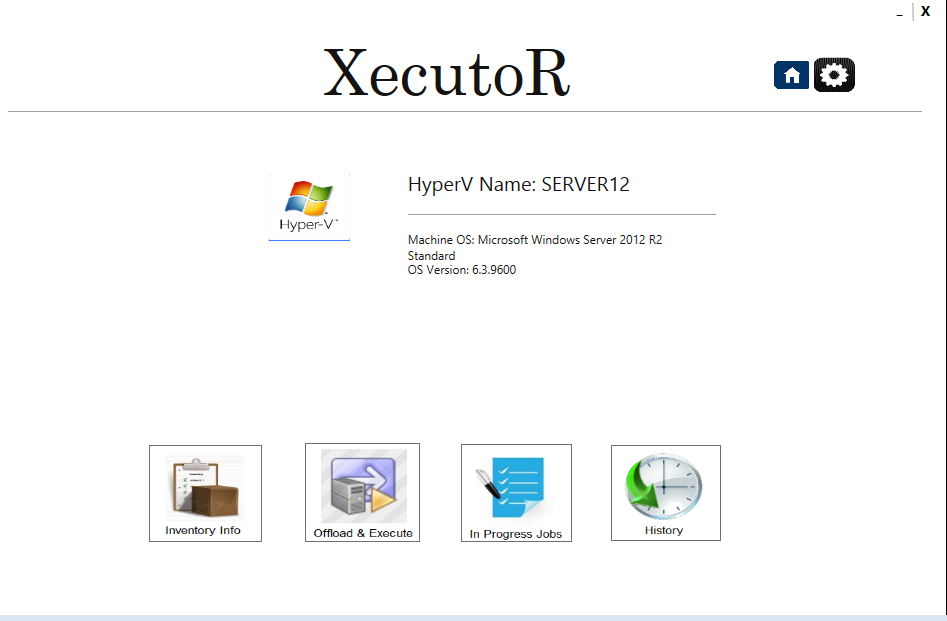 _ | X
XecutoR
Hyper-V™
HyperV Name: SERVER12
Machine OS: Microsoft Windows Server 2012 R2
Standard
OS Version: 6.3.9600
Inventory Info
Offload & Execute
In Progress Jobs
History